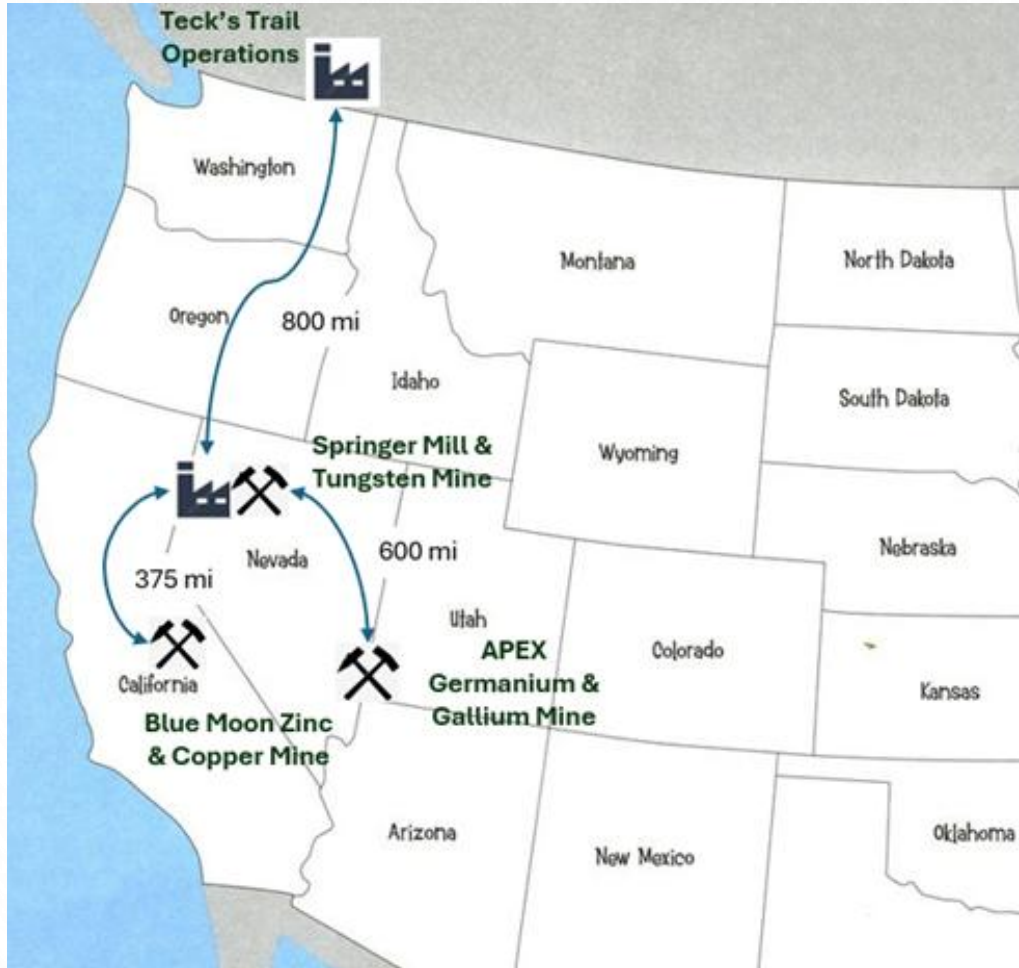 Teck's Trail
Operations
Washington
Montana
North Dakota
Oregon
800 mi
Idaho
South Dakota
Springer Mill &
Tungsten Mine
Wyoming
Nebraska
Nevada
600 mi
375 mi
Utah
Colorado
Kansas
California
APEX
Germanium &
Gallium Mine
Blue Moon Zinc
& Copper Mine
Arizona
New Mexico
Oklahoma